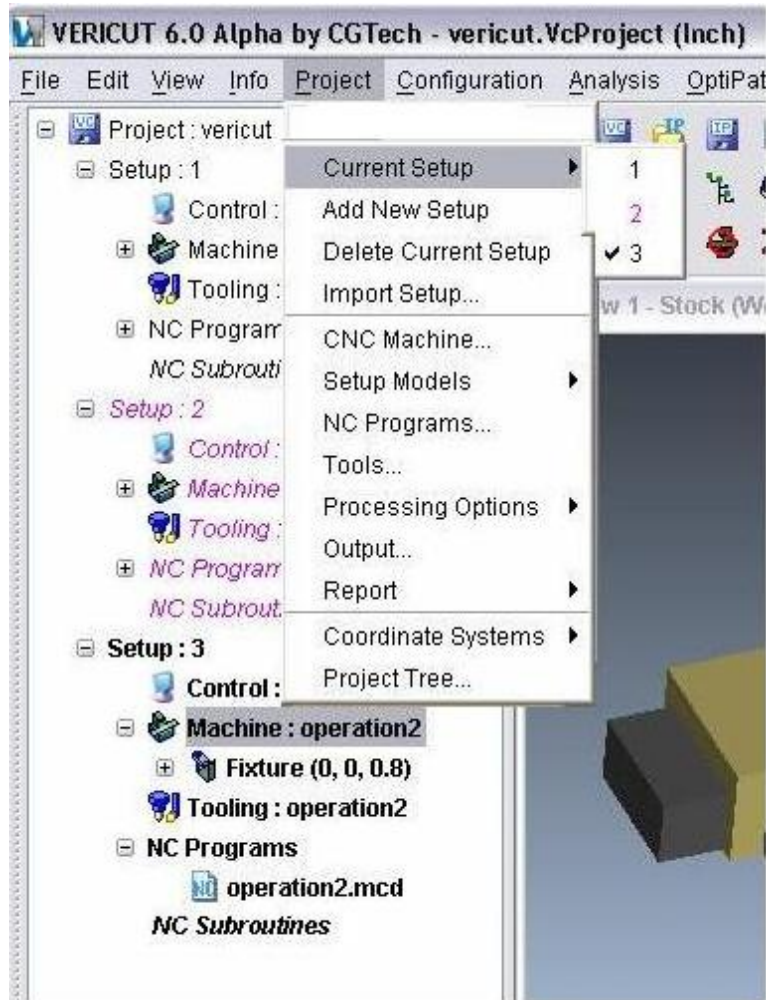 VERICUT 6.0 Alpha by CGTech - vericut.VcProject (Inch)
File Edit View Info Project Configuration Analysis OptiPat
Project : vericut
Setup : 1
Control :
Machine
Tooling :
NC Program
NC Subrouti
Setup : 2
Control :
Machine
Tooling :
NC Program
NC Subrout
Setup : 3
Control :
Machine : operation2
Fixture (0, 0, 0.8)
Tooling : operation2
NC Programs
operation2.mcd
NC Subroutines
Current Setup
Add New Setup
Delete Current Setup
Import Setup...
CNC Machine...
Setup Models
NC Programs...
Tools...
Processing Options
Output...
Report
Coordinate Systems
Project Tree...
1
2
3
w 1 - Stock (W